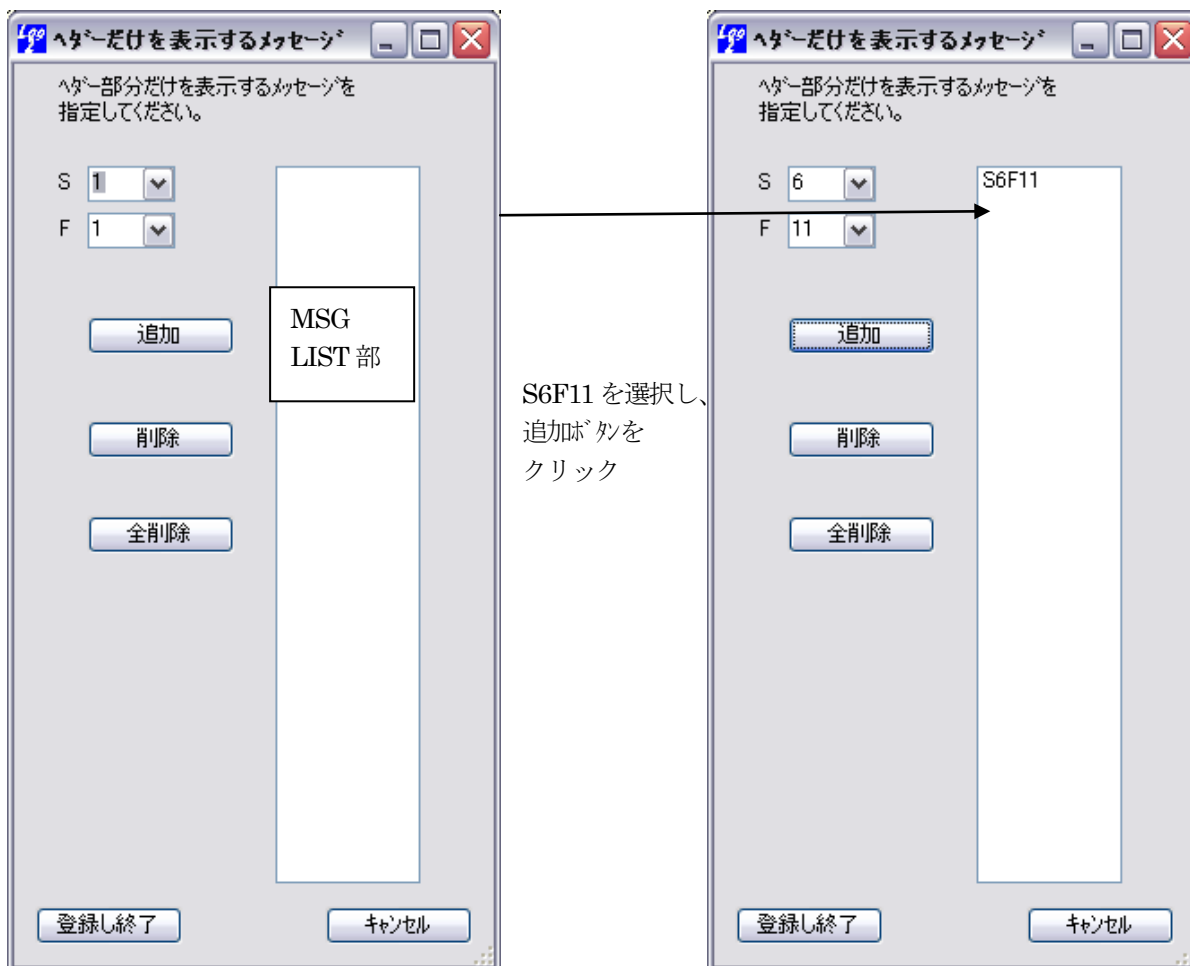 ﾍﾀﾞｰだけを表示するﾒｯｾｰｼﾞ
ﾍﾀﾞｰ部分だけを表示するﾒｯｾｰｼﾞを
指定してください。
S 1
F 1
追加
MSG
LIST 部
削除
全削除
登録し終了
ｷｬﾝｾﾙ
S6F11 を選択し、
追加ﾎﾞﾀﾝを
クリック
ﾍﾀﾞｰだけを表示するﾒｯｾｰｼﾞ
ﾍﾀﾞｰ部分だけを表示するﾒｯｾｰｼﾞを
指定してください。
S 6
S6F11
F 11
追加
削除
全削除
登録し終了
ｷｬﾝｾﾙ